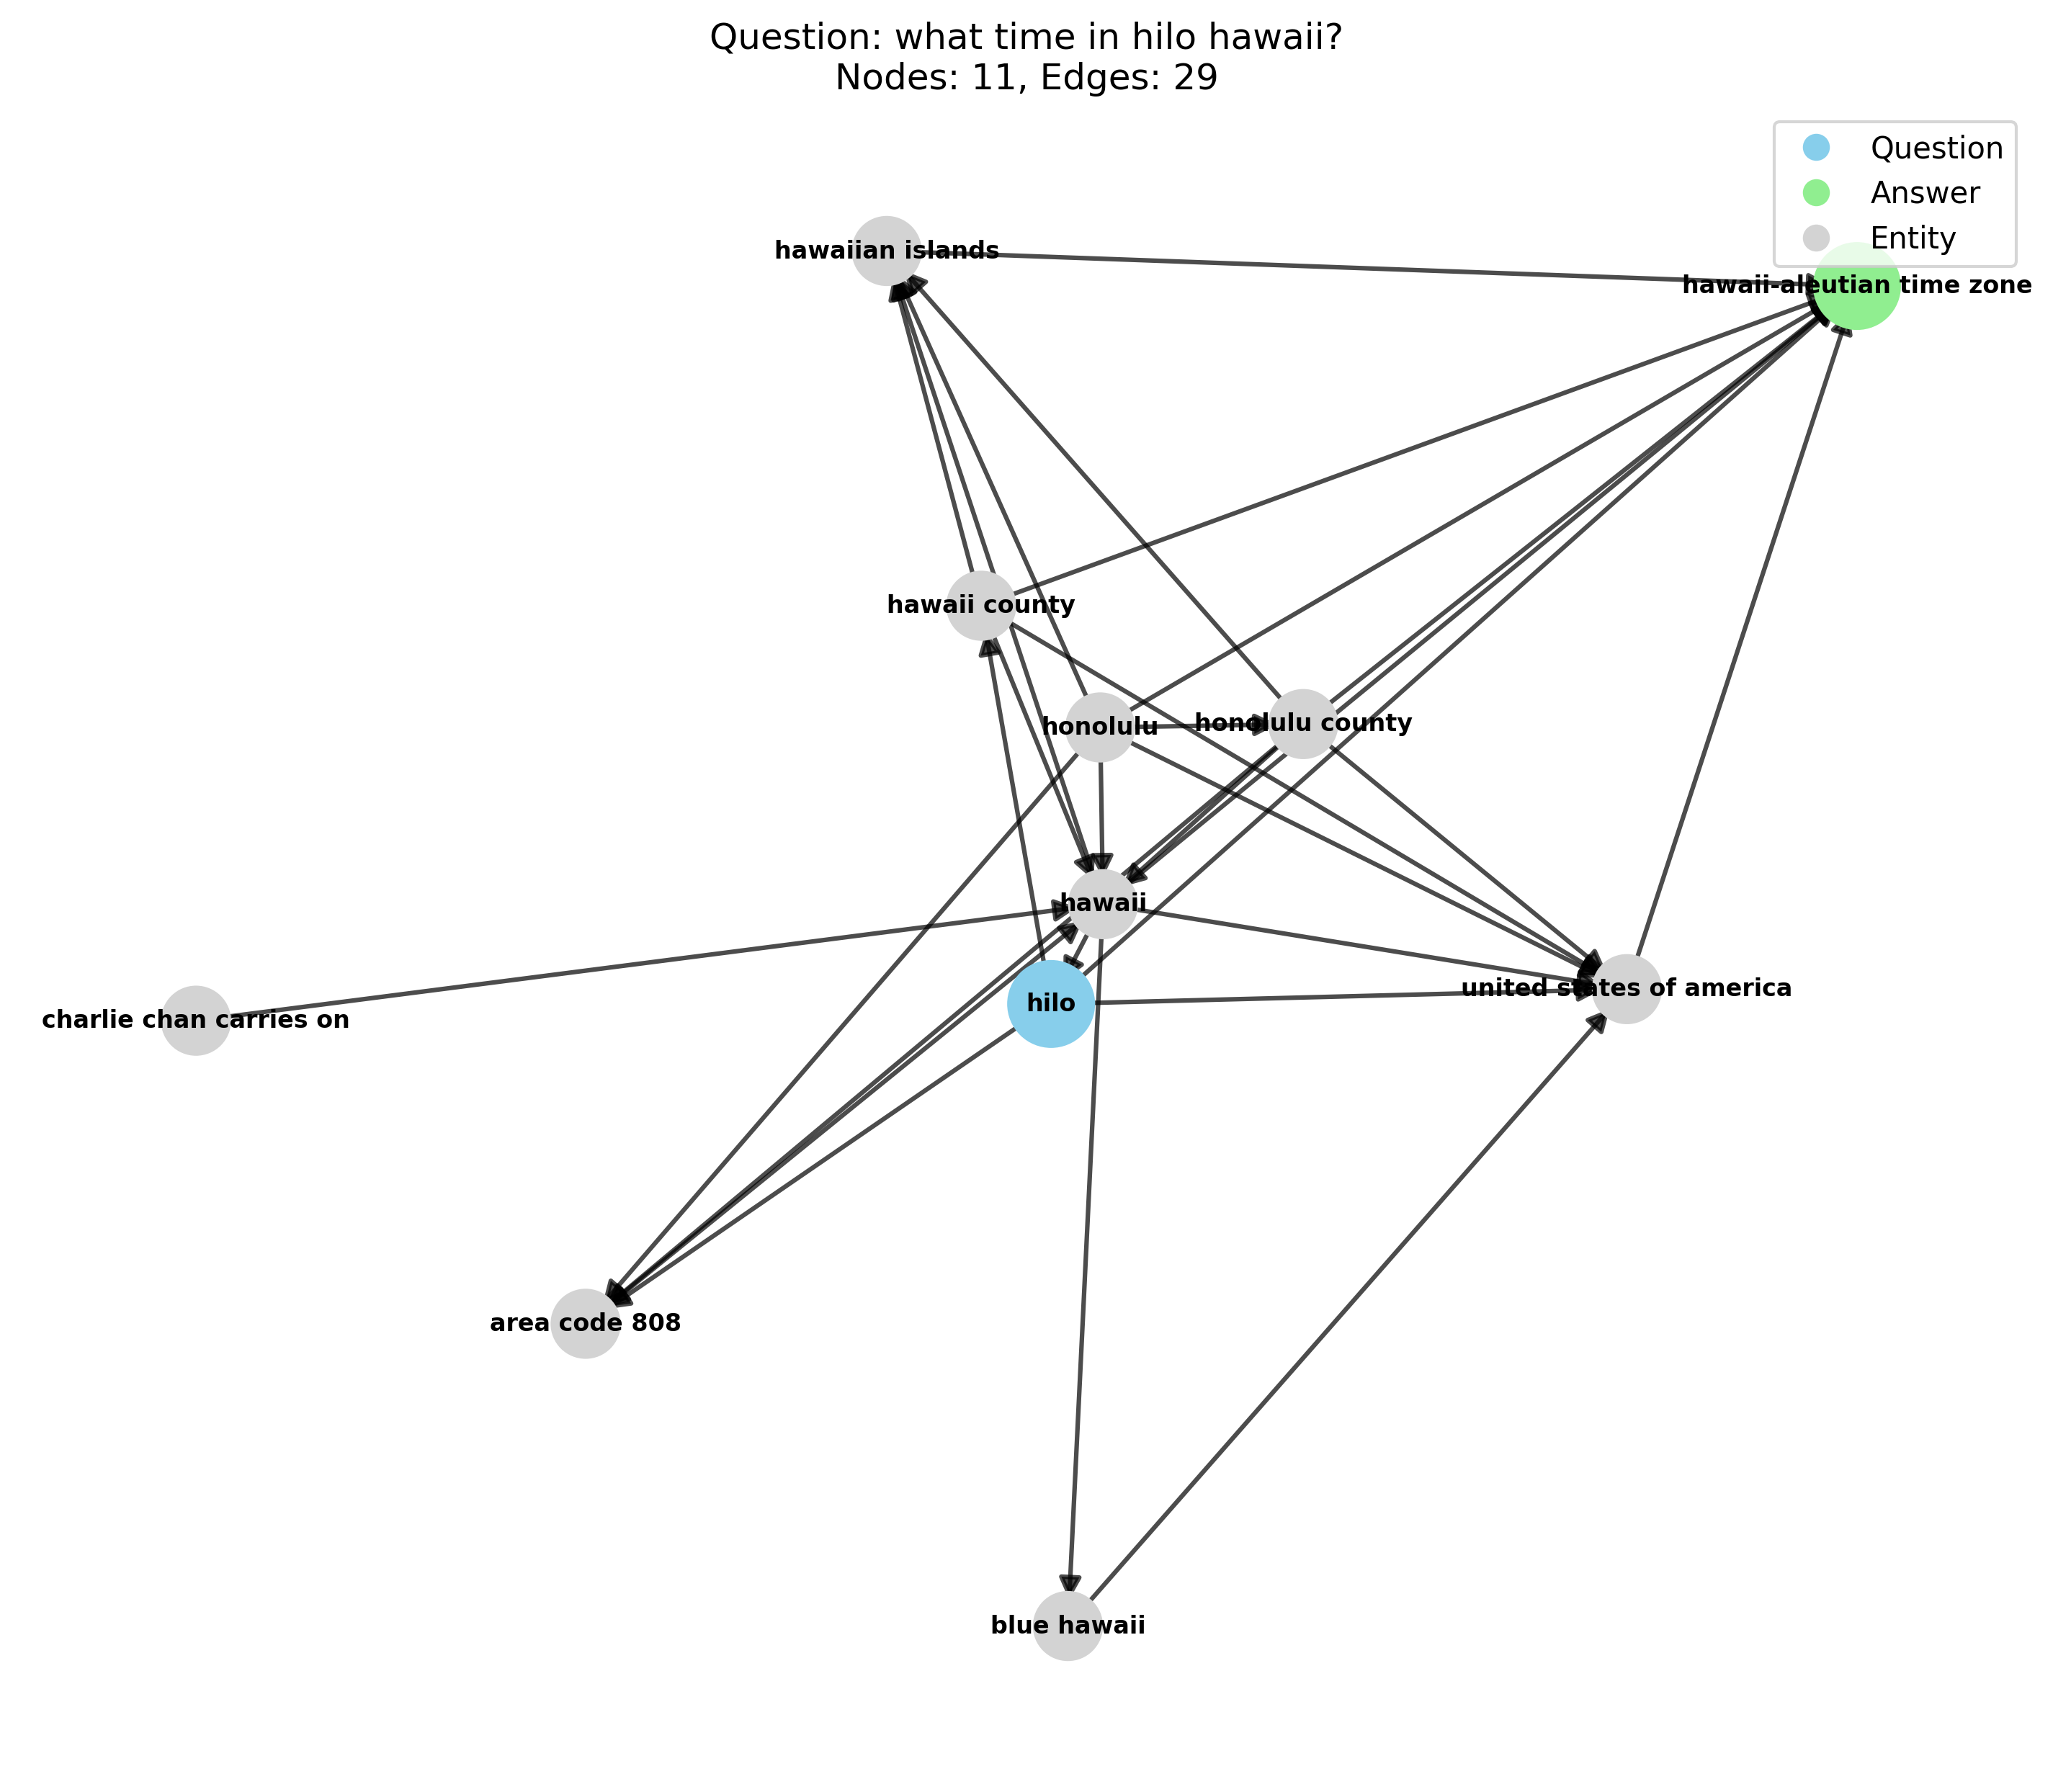 Question: what time in hilo hawaii?
Nodes: 11, Edges: 29
Question
Answer
Entity
hawaiian islands
hawaii-aleutian time zone
hawaii county
honolulu
honolulu county
hawaii
hilo
united states of america
charlie chan carries on
area code 808
blue hawaii